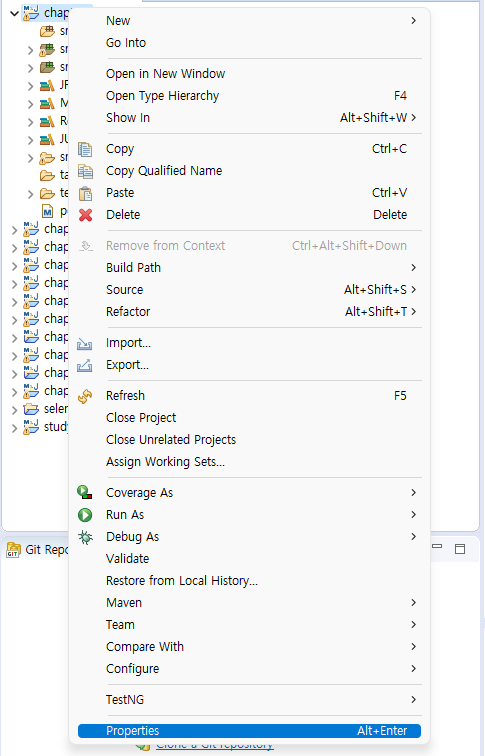 chap
New
Go Into
Open in New Window
Open Type Hierarchy F4
Show In Alt+Shift+W
Copy Ctrl+C
Copy Qualified Name
Paste Ctrl+V
Delete Delete
Remove from Context Ctrl+Alt+Shift+Down
Build Path
Source Alt+Shift+S
Refactor Alt+Shift+T
Import...
Export...
Refresh F5
Close Project
Close Unrelated Projects
Assign Working Sets...
Coverage As
Run As
Debug As
Validate
Restore from Local History...
Maven
Team
Compare With
Configure
TestNG
Properties Alt+Enter
sr
sr
sr
JR
M
Re
JU
sr
ta
te
po
chap
chap
chap
chap
chap
chap
chap
chap
chap
chap
seler
study
GIT
Git Repo
Clone a Git repository